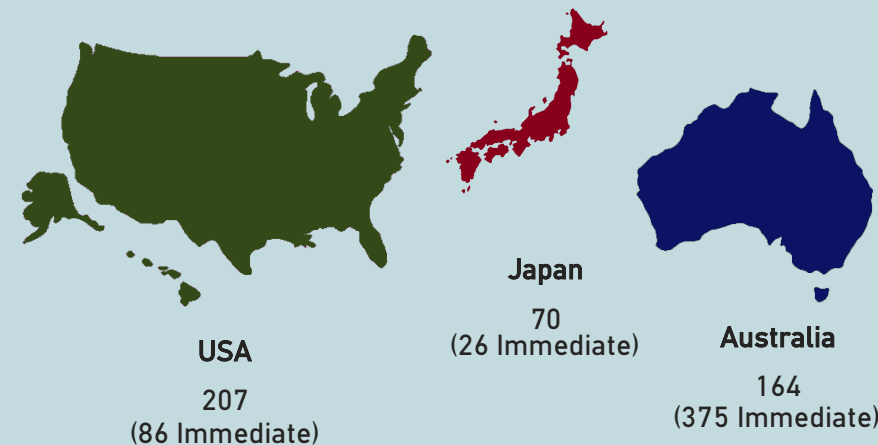 USA
207
(86 Immediate)
Japan
70
(26 Immediate)
Australia
164
(375 Immediate)